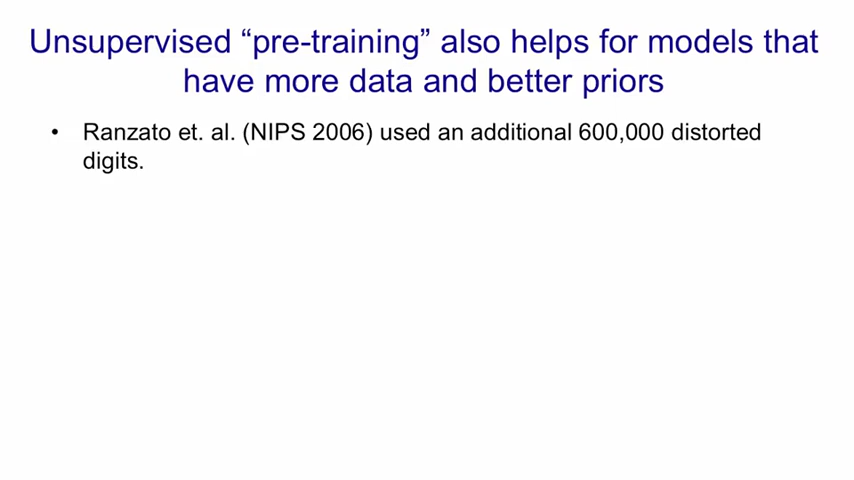 Unsupervised “pre-training” also helps for models that
have more data and better priors
• Ranzato et. al. (NIPS 2006) used an additional 600,000 distorted
digits.